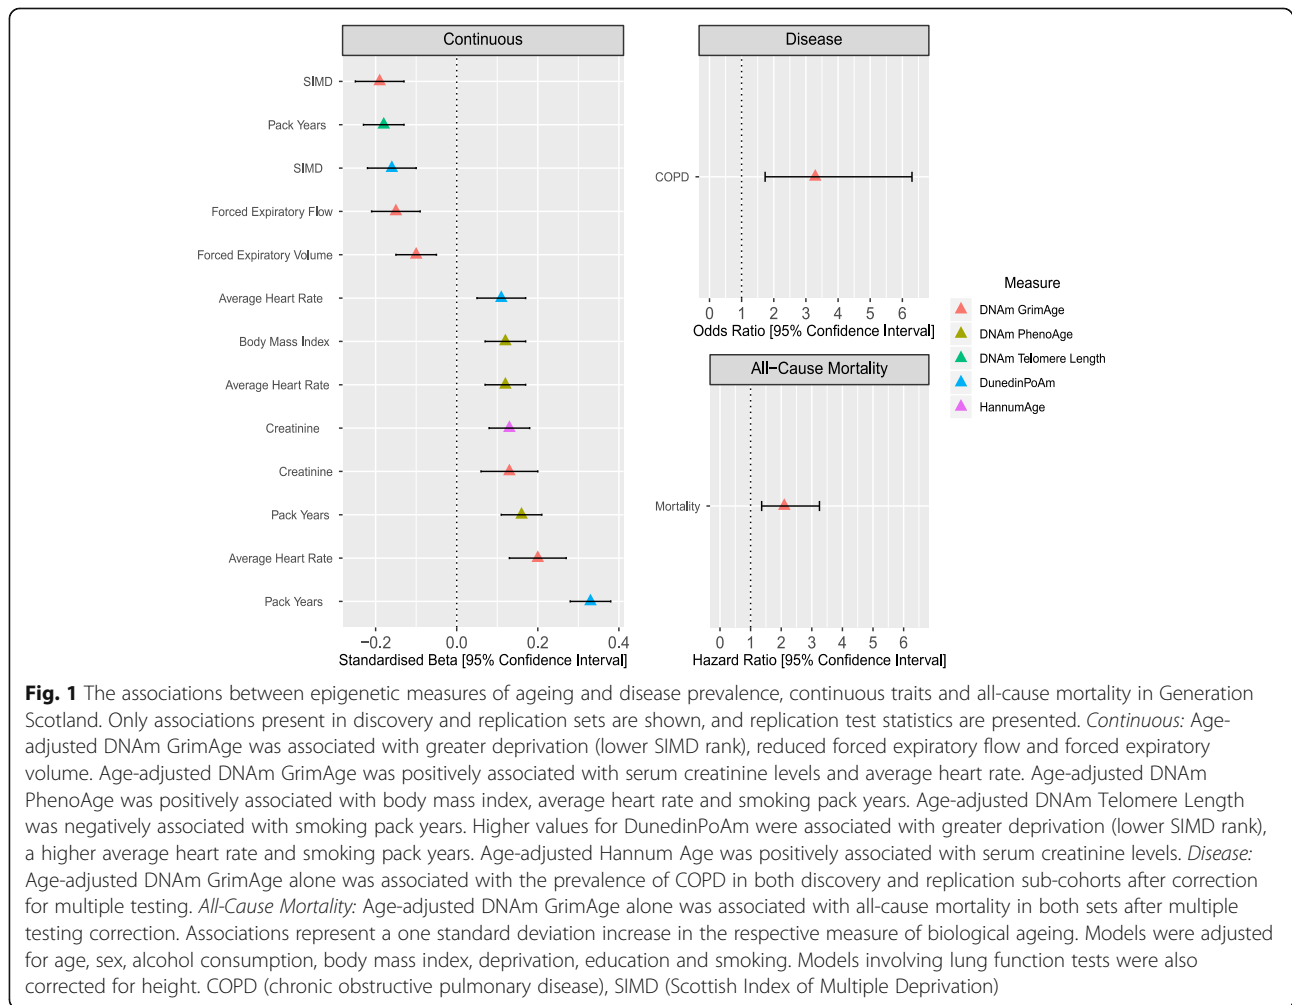 Continuous
SIMD
Pack Years
SIMD
Forced Expiratory Flow
Forced Expiratory Volume
Average Heart Rate
Body Mass Index
Average Heart Rate
Creatinine
Creatinine
Pack Years
Average Heart Rate
Pack Years
−0.2 0.0 0.2 0.4
Standardised Beta [95% Confidence Interval]
Disease
COPD
0 1 2 3 4 5 6
Odds Ratio [95% Confidence Interval]
All−Cause Mortality
Mortality
0 1 2 3 4 5 6
Hazard Ratio [95% Confidence Interval]
Measure
DNAm GrimAge
DNAm PhenoAge
DNAm Telomere Length
DunedinPoAm
HannumAge
Fig. 1 The associations between epigenetic measures of ageing and disease prevalence, continuous traits and all-cause mortality in Generation
Scotland. Only associations present in discovery and replication sets are shown, and replication test statistics are presented. Continuous: Age-
adjusted DNAm GrimAge was associated with greater deprivation (lower SIMD rank), reduced forced expiratory flow and forced expiratory
volume. Age-adjusted DNAm GrimAge was positively associated with serum creatinine levels and average heart rate. Age-adjusted DNAm
PhenoAge was positively associated with body mass index, average heart rate and smoking pack years. Age-adjusted DNAm Telomere Length
was negatively associated with smoking pack years. Higher values for DunedinPoAm were associated with greater deprivation (lower SIMD rank),
a higher average heart rate and smoking pack years. Age-adjusted Hannum Age was positively associated with serum creatinine levels. Disease:
Age-adjusted DNAm GrimAge alone was associated with the prevalence of COPD in both discovery and replication sub-cohorts after correction
for multiple testing. All-Cause Mortality: Age-adjusted DNAm GrimAge alone was associated with all-cause mortality in both sets after multiple
testing correction. Associations represent a one standard deviation increase in the respective measure of biological ageing. Models were adjusted
for age, sex, alcohol consumption, body mass index, deprivation, education and smoking. Models involving lung function tests were also
corrected for height. COPD (chronic obstructive pulmonary disease), SIMD (Scottish Index of Multiple Deprivation)